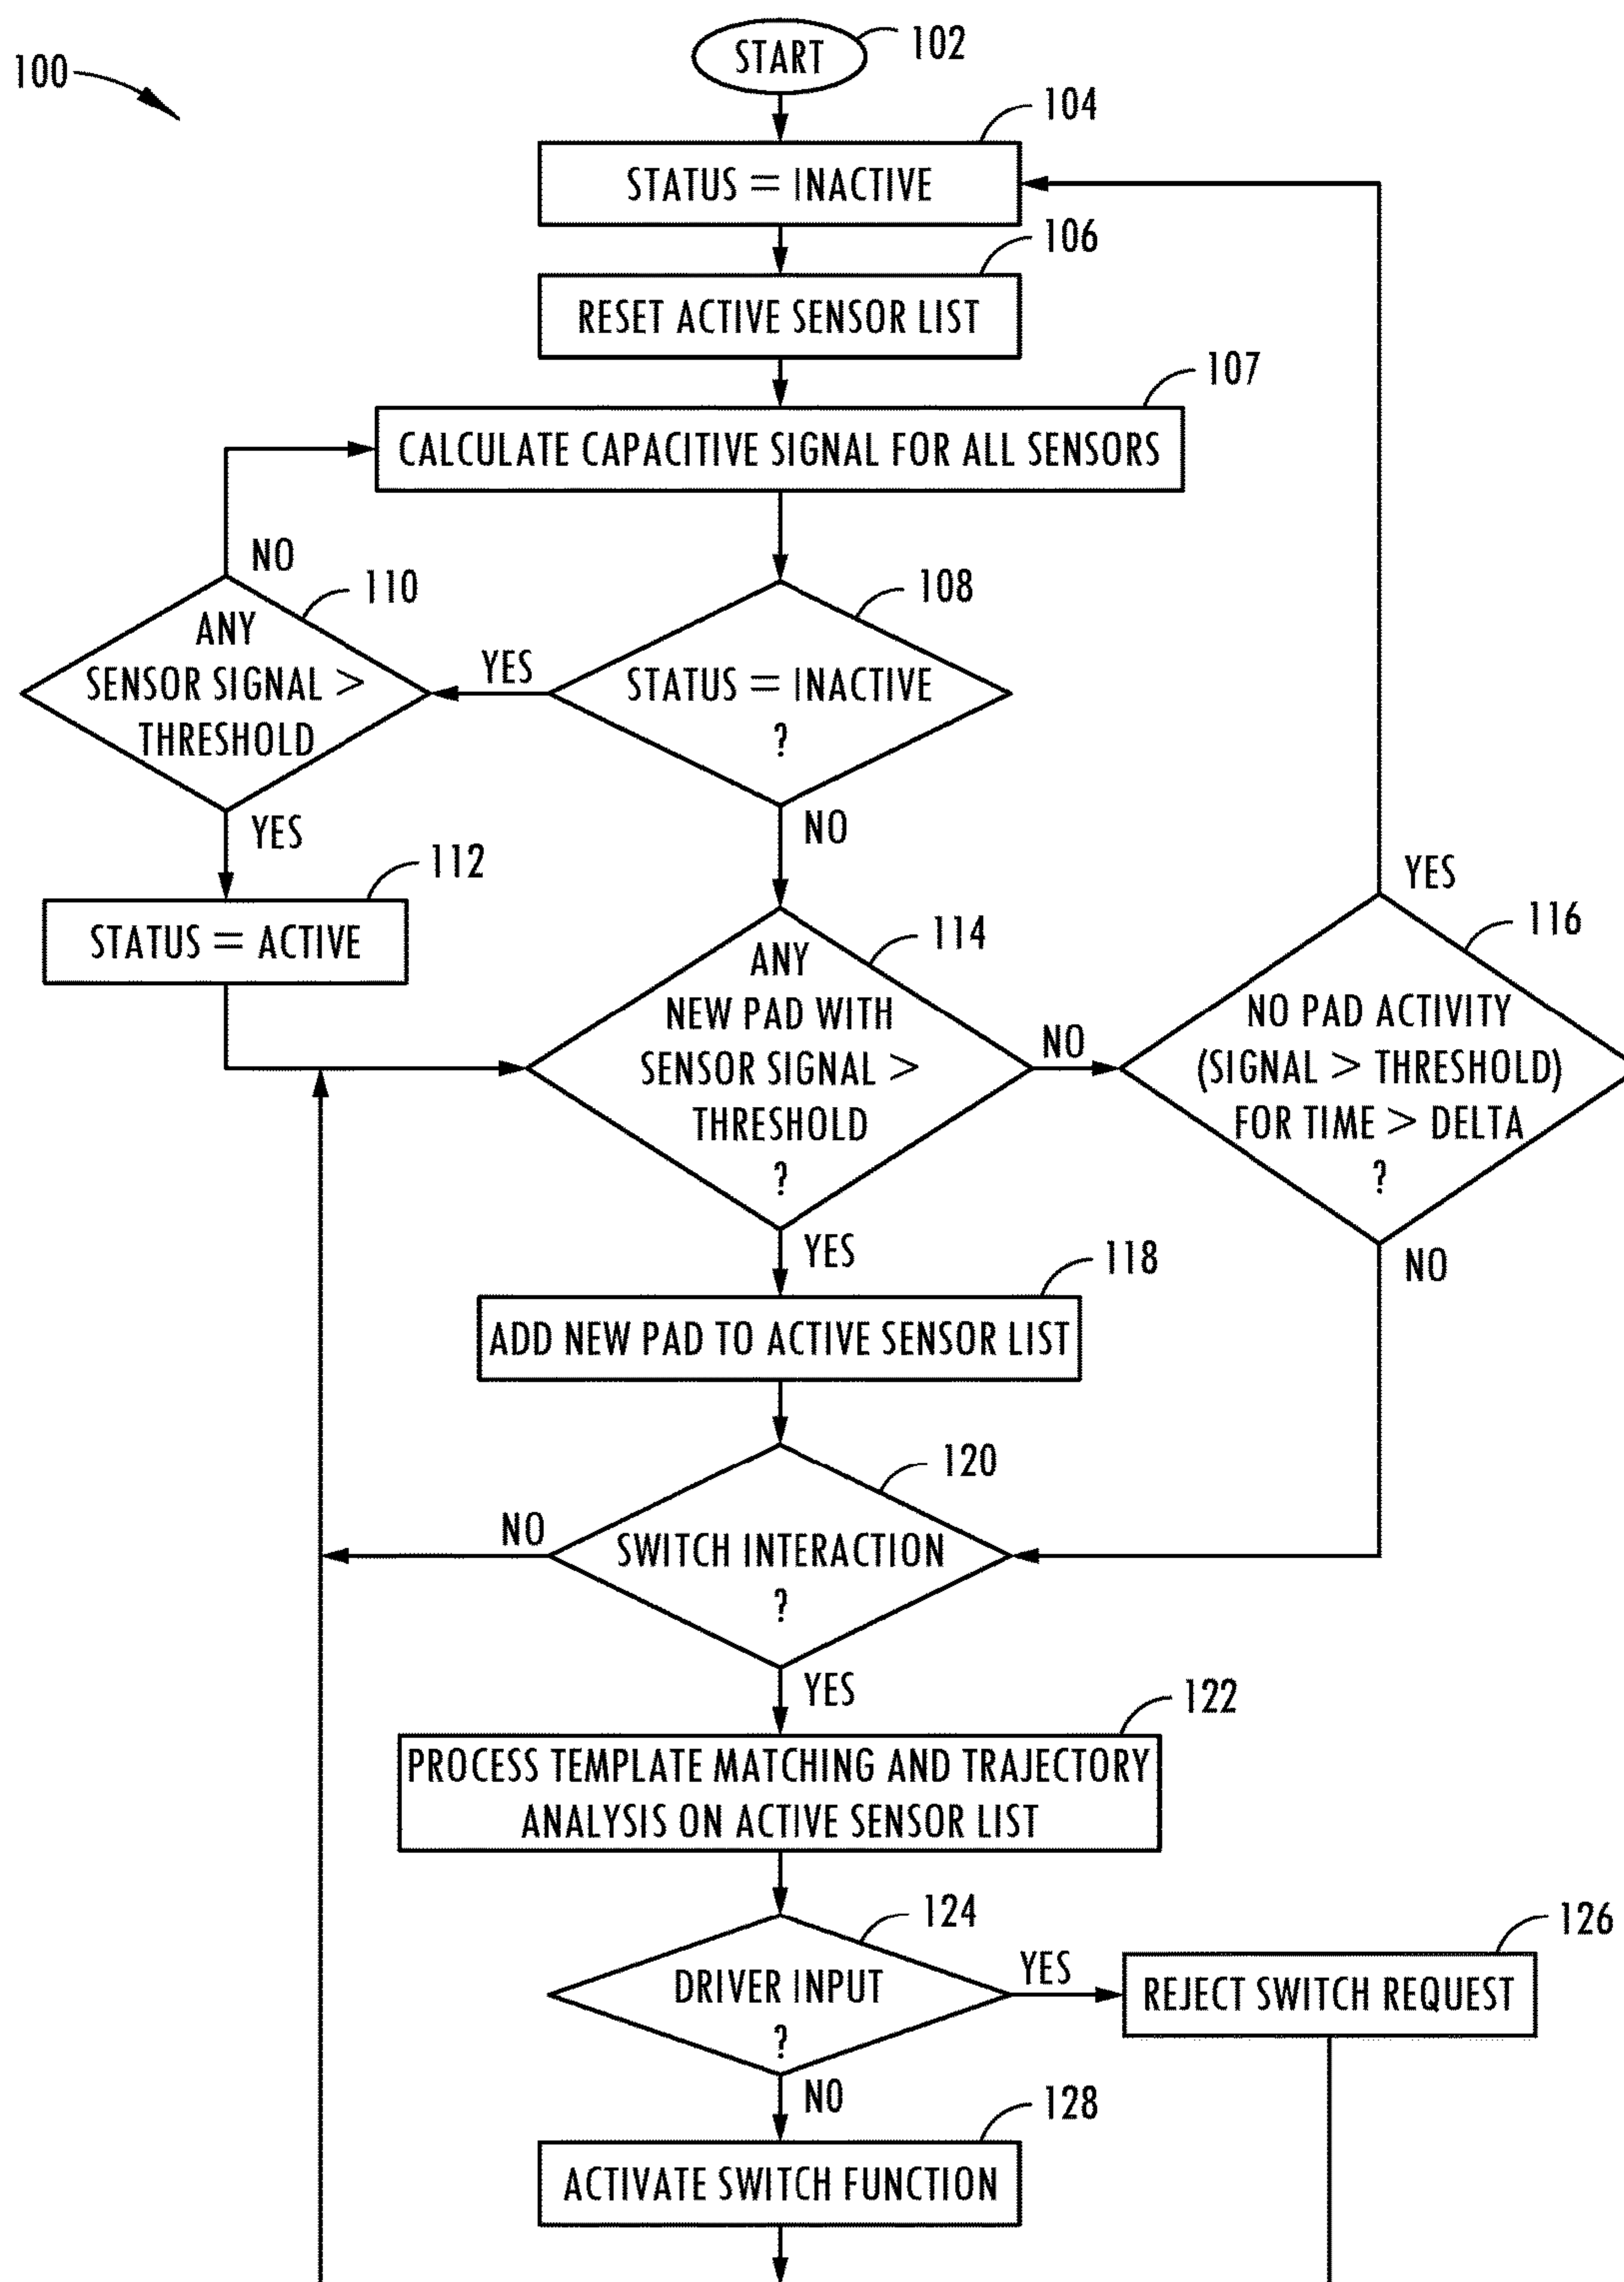 100
START
102
104
STATUS = INACTIVE
106
RESET ACTIVE SENSOR LIST
107
CALCULATE CAPACITIVE SIGNAL FOR ALL SENSORS
NO
110
ANY
SENSOR SIGNAL >
THRESHOLD
YES
108
STATUS = INACTIVE
?
YES
NO
112
STATUS = ACTIVE
114
ANY
NEW PAD WITH
SENSOR SIGNAL >
THRESHOLD
?
NO
YES
116
NO PAD ACTIVITY
(SIGNAL > THRESHOLD)
FOR TIME > DELTA
?
YES
NO
118
ADD NEW PAD TO ACTIVE SENSOR LIST
120
NO
SWITCH INTERACTION
?
YES
122
PROCESS TEMPLATE MATCHING AND TRAJECTORY
ANALYSIS ON ACTIVE SENSOR LIST
124
DRIVER INPUT
?
YES
126
REJECT SWITCH REQUEST
NO
128
ACTIVATE SWITCH FUNCTION